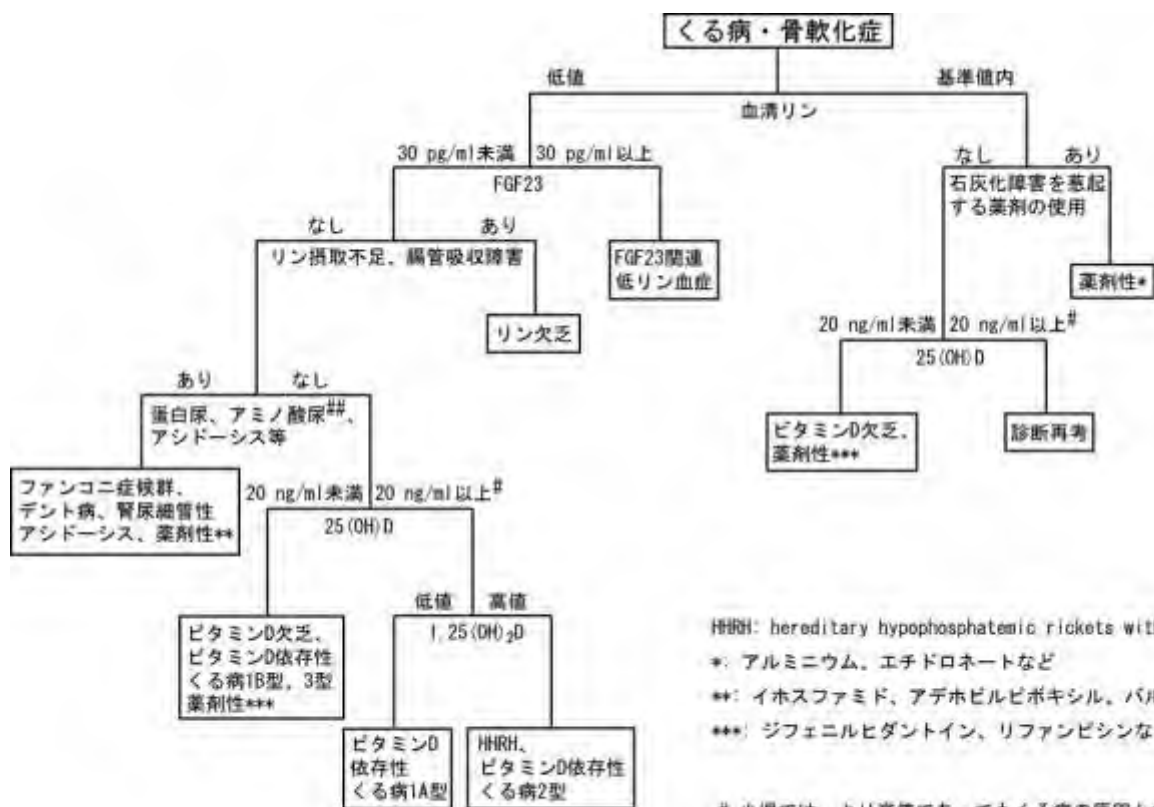 くる病・骨軟化症
低値
基準値内
血清リン
30 pg/ml未満
30 pg/ml以上
FGF23
なし
あり
石灰化障害を惹起
する薬剤の使用
なし
あり
リン摂取不足、腸管吸収障害
FGF23関連
低リン血症
薬剤性*
リン欠乏
20 ng/ml未満
20 ng/ml以上#
25(OH)D
あり
なし
蛋白尿、アミノ酸尿##、
アシドーシス等
ビタミンD欠乏、
薬剤性***
診断再考
ファンコニ症候群、
デント病、腎尿細管性
アシドーシス、薬剤性**
20 ng/ml未満
20 ng/ml以上#
25(OH)D
低値
高値
1,25(OH)2D
ビタミンD欠乏、
ビタミンD依存性
くる病1B型、3型
薬剤性***
ビタミンD
依存性
くる病1A型
HHRH、
ビタミンD依存性
くる病2型
HHRH: hereditary hypophosphatemic rickets wit
*: アルミニウム、エチドロネートなど
**: イホスファミド、アデホビルピボキシル、バル
***: ジフェニルヒダントイン、リファンピシンな